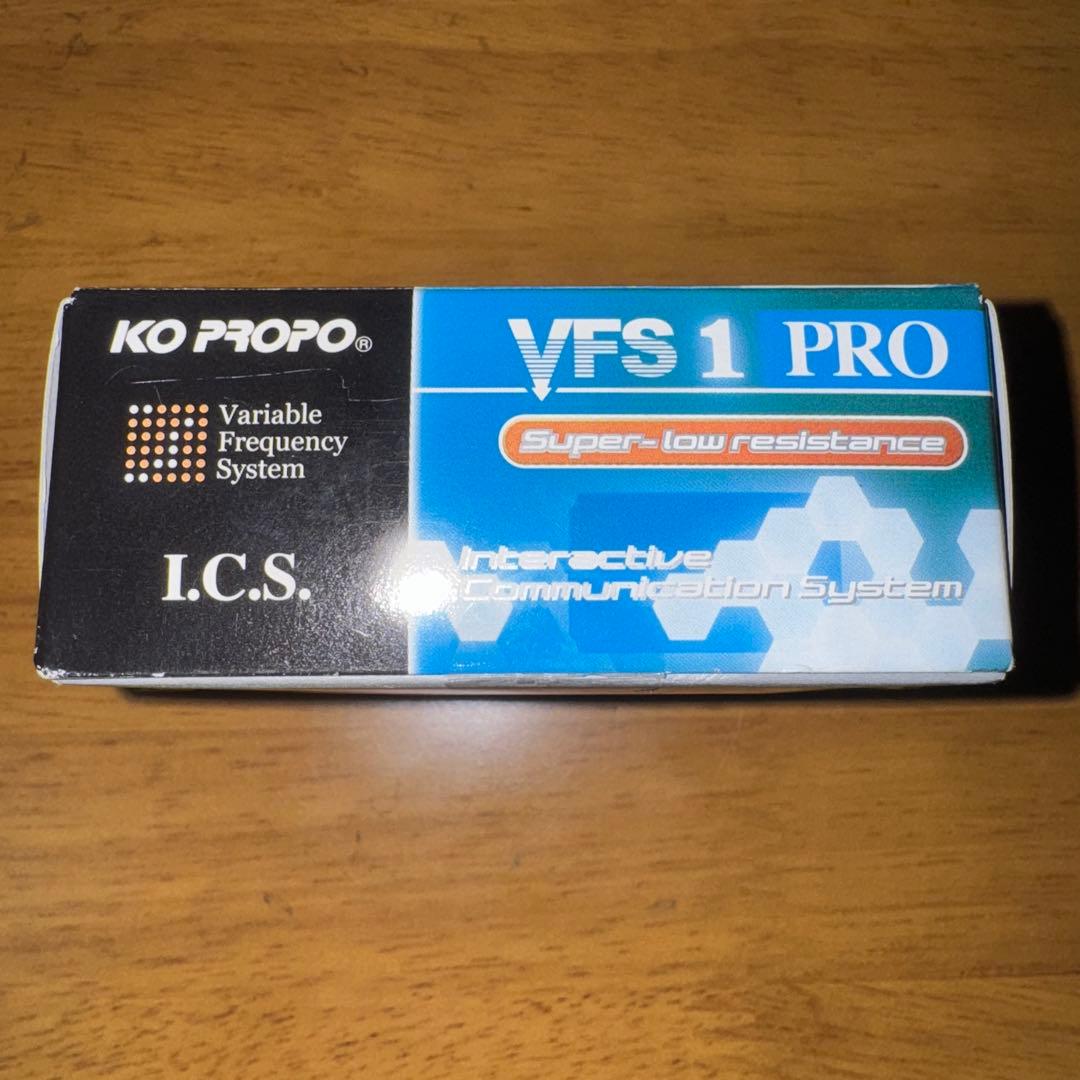 KO PROPO®
Variable
Frequency
System
I.C.S.
VFS 1 PRO
Super-low resistance
Interactive
Communication System